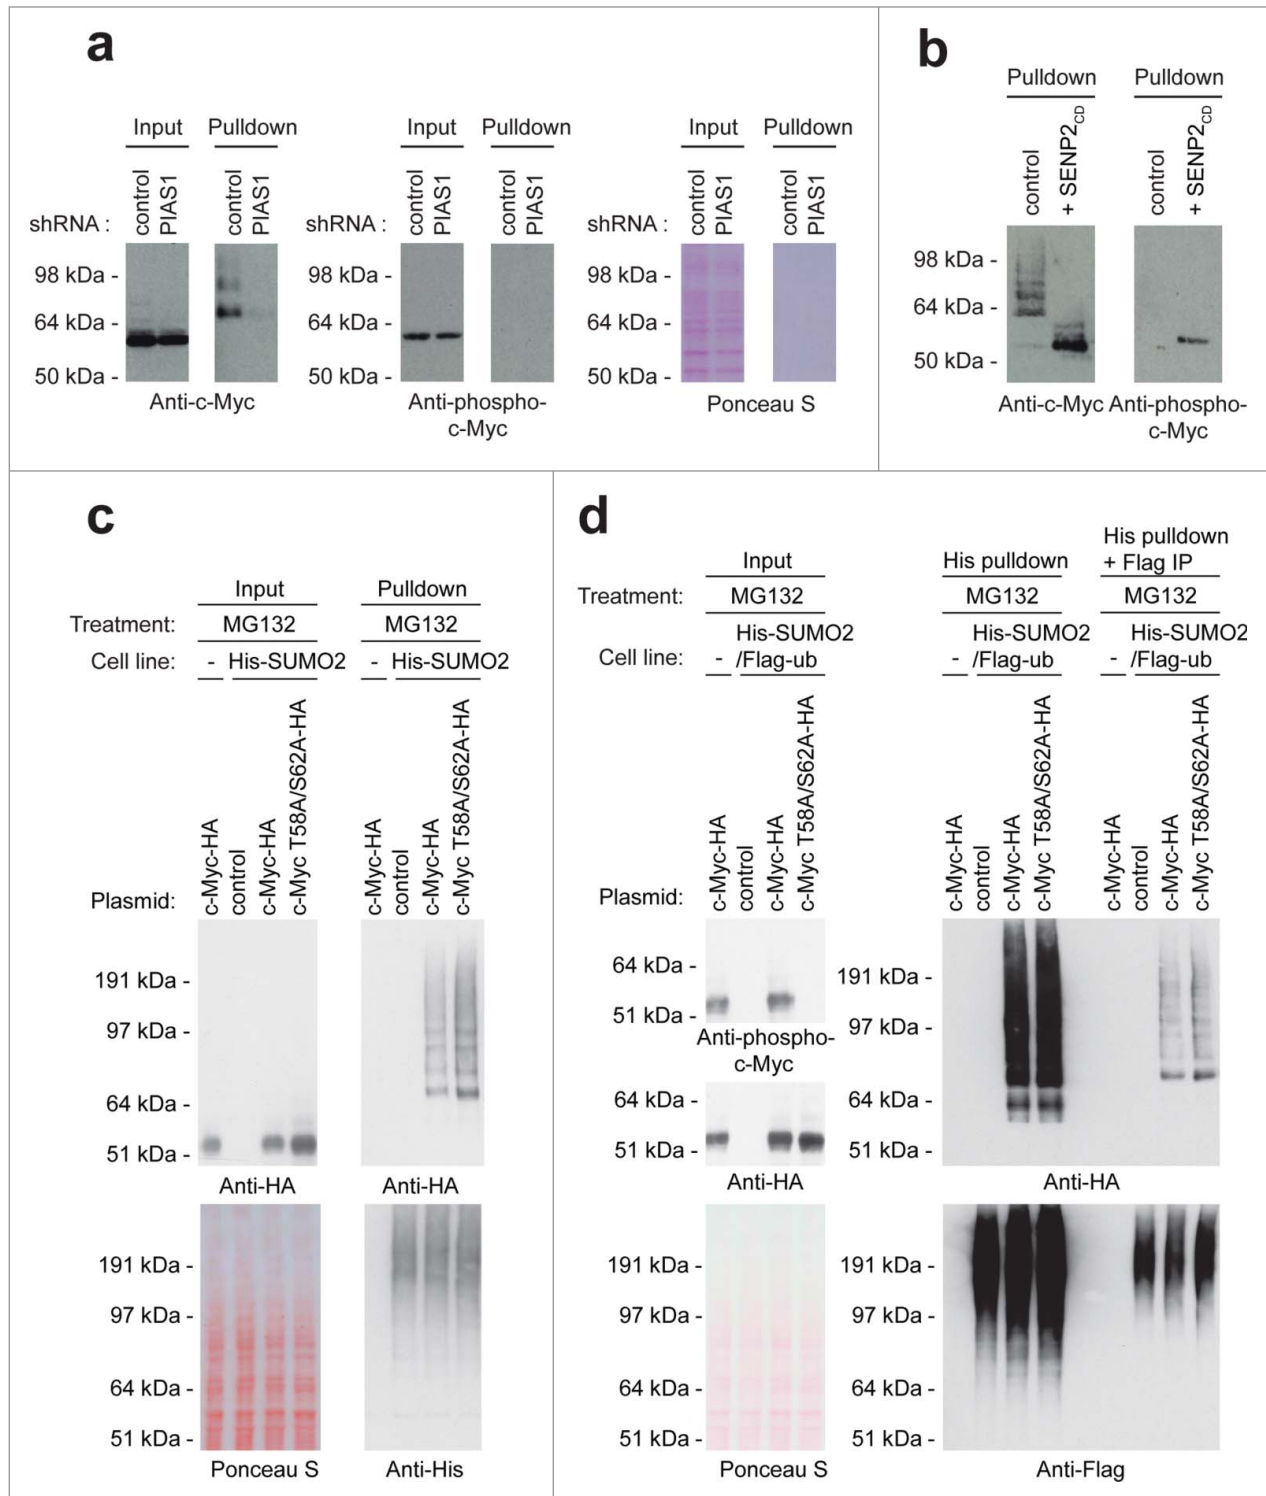 a
Input Pulldown Input Pulldown Input Pulldown
shRNA : control PIAS1 control PIAS1 shRNA : control PIAS1 control PIAS1 shRNA : control PIAS1 control PIAS1
98 kDa - 98 kDa - 98 kDa -
64 kDa - 64 kDa - 64 kDa -
50 kDa - 50 kDa - 50 kDa -
Anti-c-Myc Anti-phospho- Ponceau S
c-Myc
b
Pulldown Pulldown
control + SENP2CD control + SENP2CD
98 kDa -
64 kDa -
50 kDa -
Anti-c-Myc Anti-phospho-
c-Myc
c
Input Pulldown
Treatment: MG132 MG132
Cell line: - His-SUMO2 - His-SUMO2
Plasmid: c-Myc-HA control c-Myc-HA c-Myc T58A/S62A-HA c-Myc-HA control c-Myc-HA c-Myc T58A/S62A-HA
191 kDa -
97 kDa -
64 kDa -
51 kDa -
Anti-HA Anti-HA
191 kDa -
97 kDa -
64 kDa -
51 kDa -
Ponceau S Anti-His
d
His pulldown
Input His pulldown + Flag IP
Treatment: MG132 MG132 MG132
His-SUMO2 His-SUMO2 His-SUMO2
Cell line: - /Flag-ub - /Flag-ub - /Flag-ub
Plasmid: c-Myc-HA control c-Myc-HA c-Myc T58A/S62A-HA c-Myc-HA control c-Myc-HA c-Myc T58A/S62A-HA c-Myc-HA control c-Myc-HA c-Myc T58A/S62A-HA
64 kDa - 191 kDa -
51 kDa - 97 kDa -
Anti-phospho-
c-Myc
64 kDa - 64 kDa -
51 kDa - 51 kDa -
Anti-HA Anti-HA
191 kDa - 191 kDa -
97 kDa - 97 kDa -
64 kDa - 64 kDa -
51 kDa - 51 kDa -
Ponceau S Anti-Flag